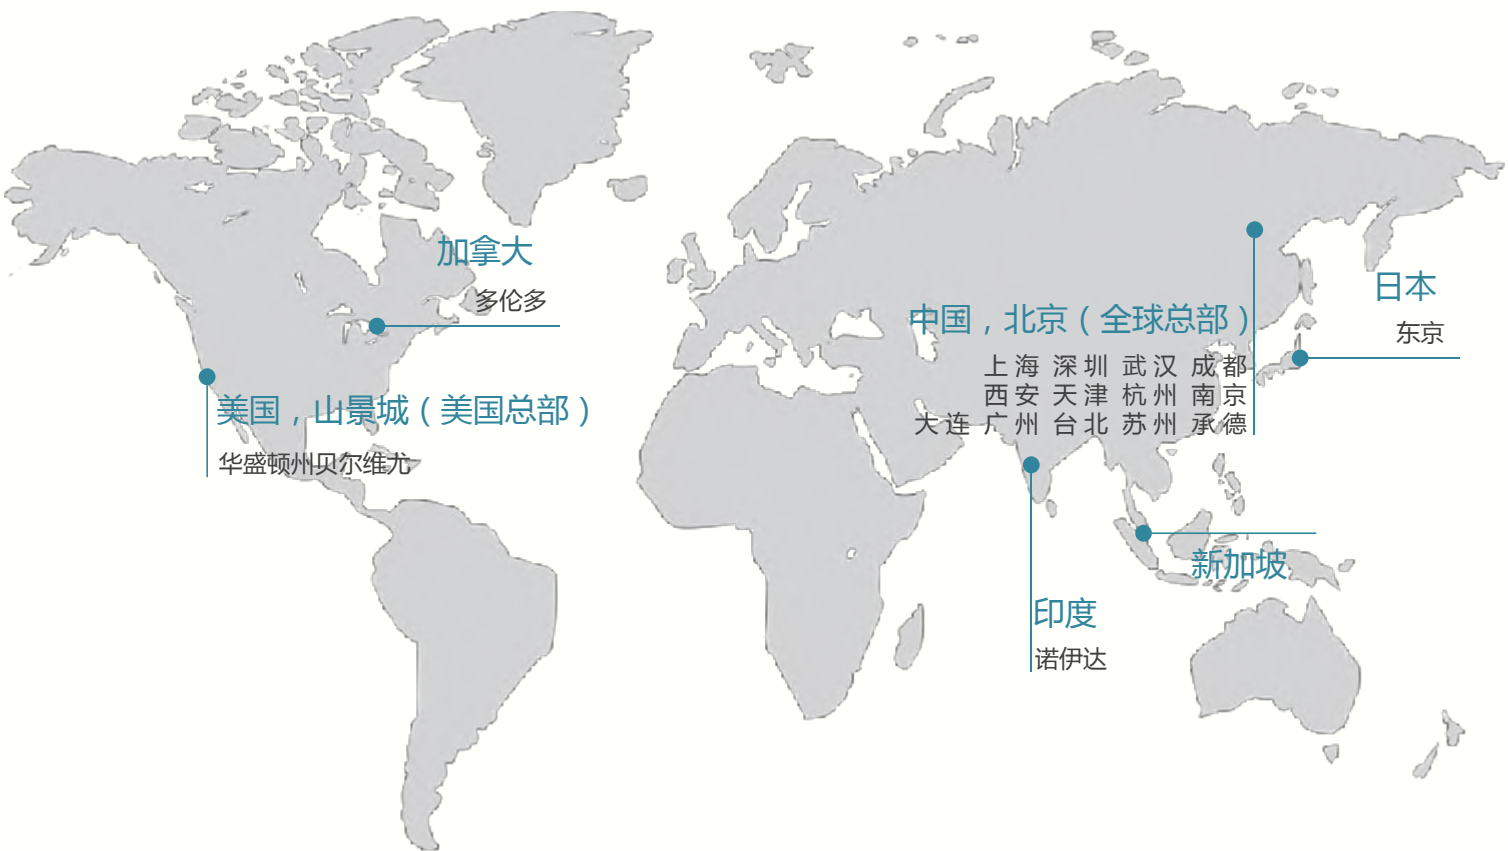 加拿大
多伦多
美国，山景城（美国总部）
华盛顿州贝尔维尤
中国，北京（全球总部）
上海 深圳 武汉 成都
西安 天津 杭州 南京
大连 广州 台北 苏州 承德
日本
东京
新加坡
印度
诺伊达